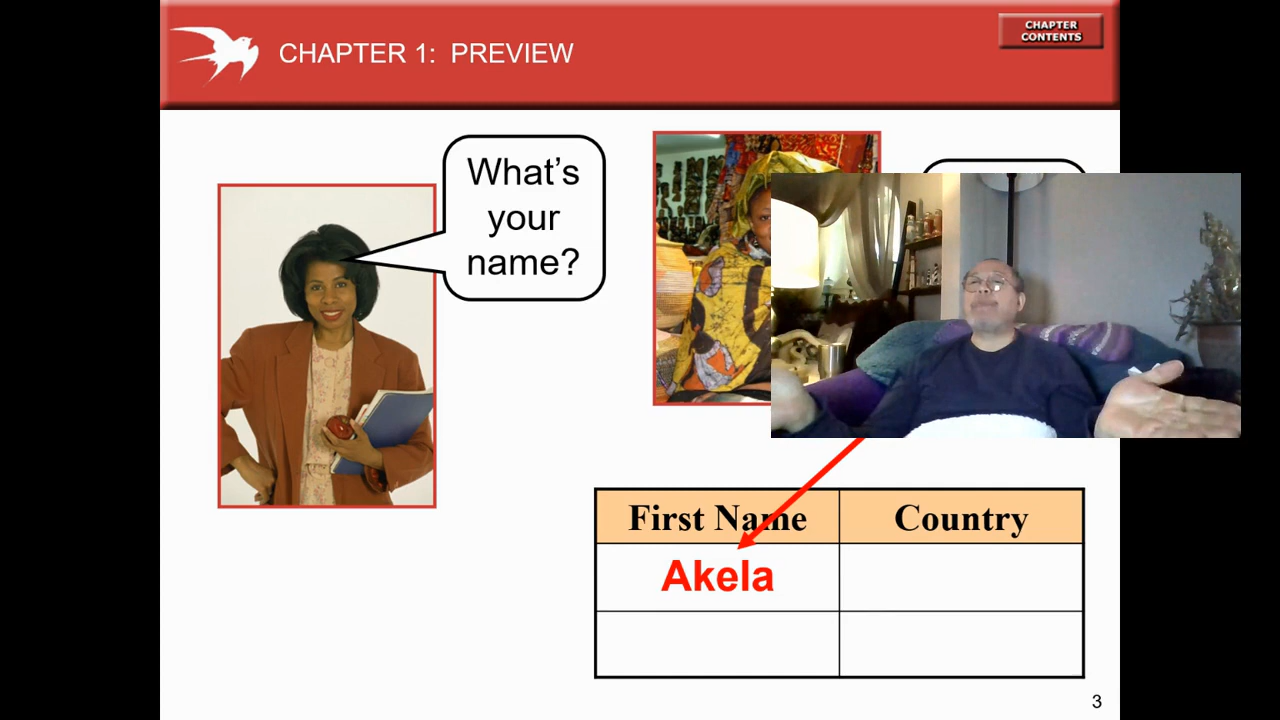 CHAPTER 1: PREVIEW
CHAPTER
CONTENTS
What’s
your
name?
First Name
Country
Akela
3